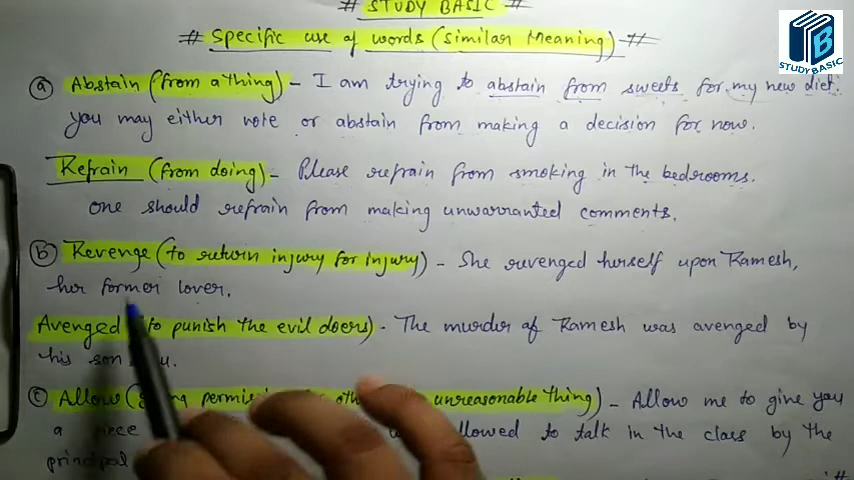 # STUDY BASIC #
# Specific use of words (Similar Meaning) #
STUDY BASIC
(a) Abstain (from a thing) - I am trying to abstain from sweets for my new diet.
You may either vote or abstain from making a decision for now.
Refrain (from doing) - Please refrain from smoking in the bedrooms.
One should refrain from making unwarranted comments.
(b) Revenge (to return injury for injury) - She revenged herself upon Ramesh,
her former lover.
Avenged to punish the evil doers) - The murder of Ramesh was avenged by
his son
(c) Allow ( unreasonable thing) - Allow me to give you
a piece allowed to talk in the class by the
principal